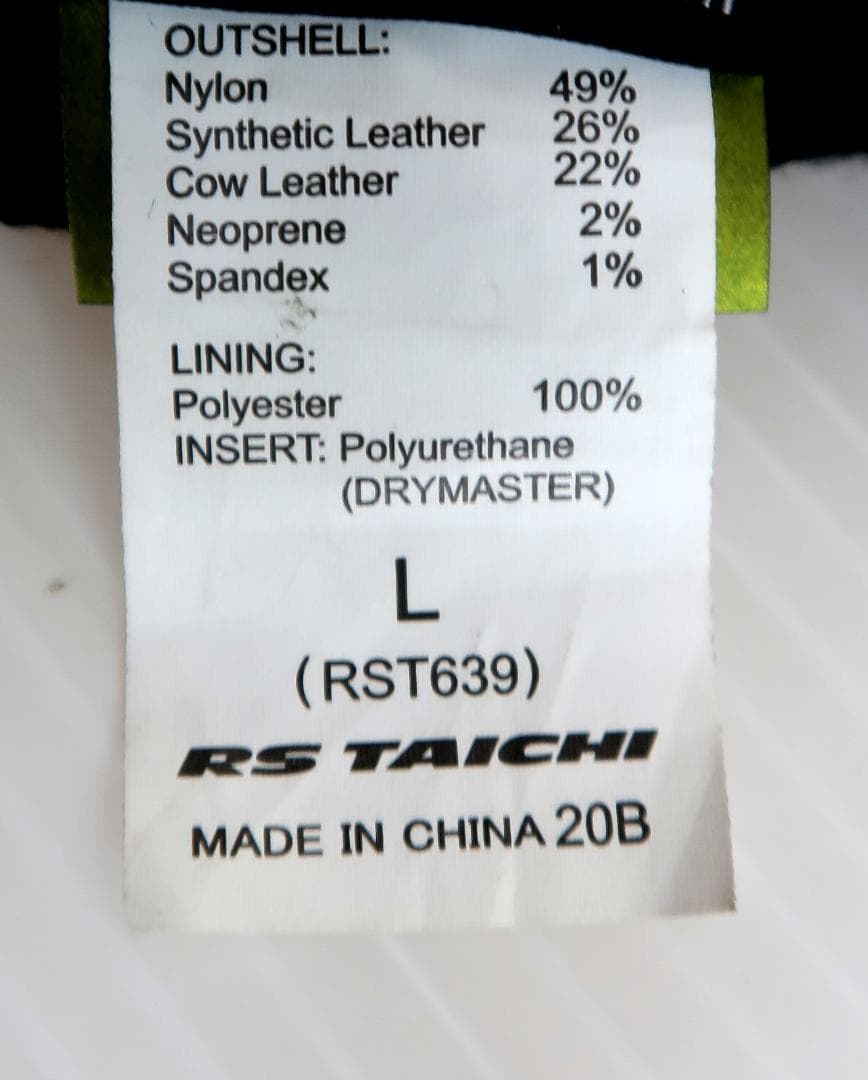 OUTSHELL:
Nylon 49%
Synthetic Leather 26%
Cow Leather 22%
Neoprene 2%
Spandex 1%
LINING:
Polyester 100%
INSERT: Polyurethane
(DRYMASTER)
L
(RST639)
RS TAICHI
MADE IN CHINA 20B